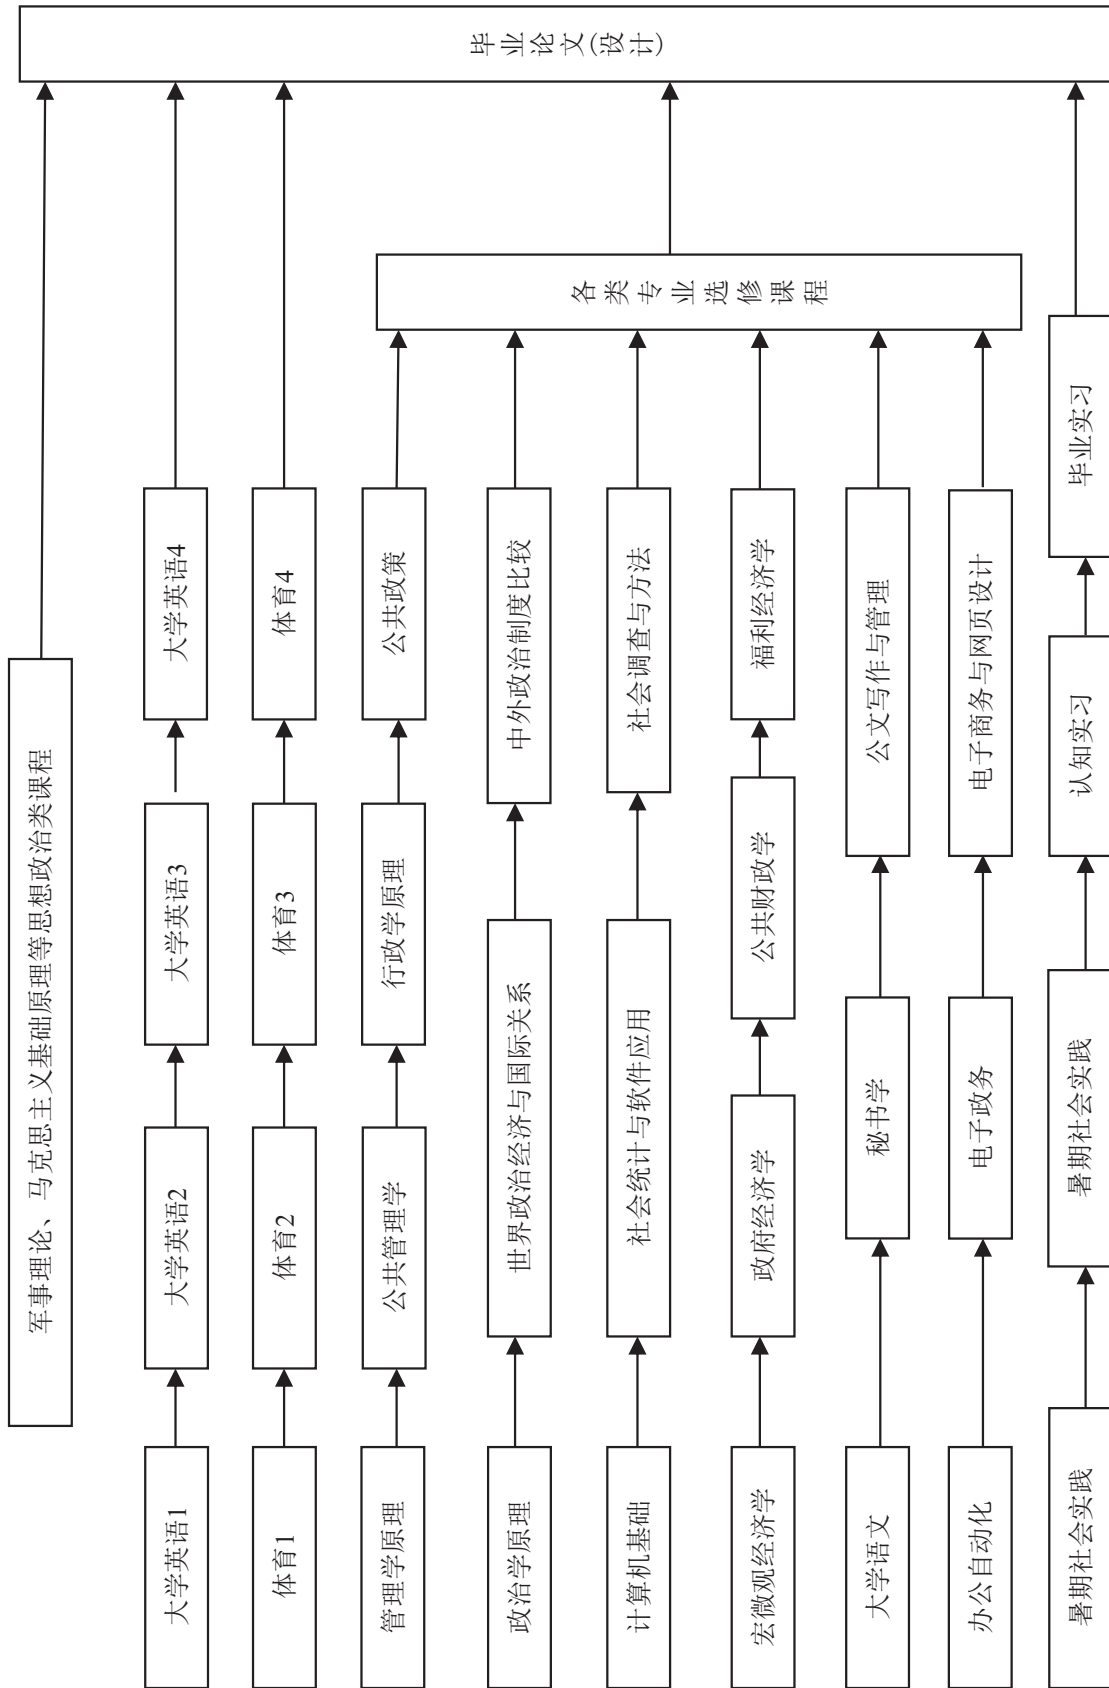 军事理论、马克思主义基础原理等思想政治类课程
大学英语1
大学英语2
大学英语3
大学英语4
体育1
体育2
体育3
体育4
管理学原理
公共管理学
行政学原理
公共政策
政治学原理
世界政治经济与国际关系
中外政治制度比较
计算机基础
社会统计与软件应用
社会调查与方法
宏微观经济学
政府经济学
公共财政学
福利经济学
大学语文
秘书学
公文写作与管理
办公自动化
电子政务
电子商务与网页设计
暑期社会实践
暑期社会实践
认知实习
毕业实习
各类专业选修课程
毕业论文(设计)